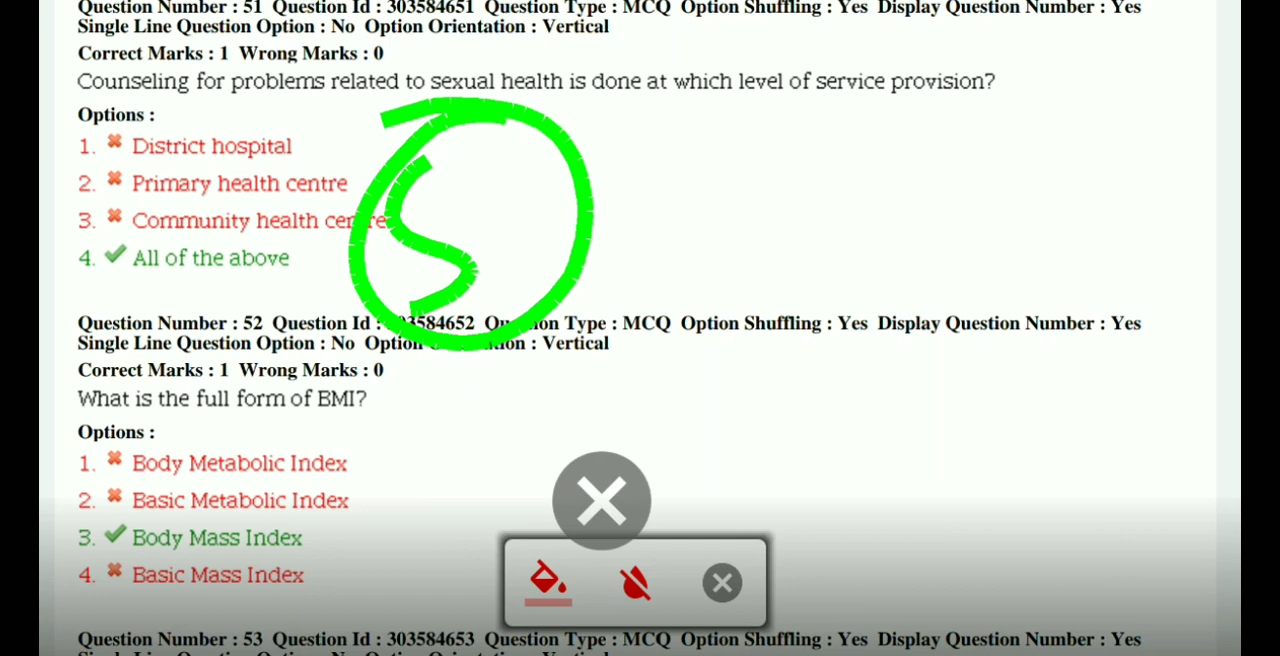 Question Number : 51 Question Id : 303584651 Question Type : MCQ Option Shuffling : Yes Display Question Number : Yes
Single Line Question Option : No Option Orientation : Vertical
Correct Marks : 1 Wrong Marks : 0
Counseling for problems related to sexual health is done at which level of service provision?
Options :
1. District hospital
2. Primary health centre
3. Community health centre
4. All of the above
S
Question Number : 52 Question Id : 303584652 Question Type : MCQ Option Shuffling : Yes Display Question Number : Yes
Single Line Question Option : No Option Orientation : Vertical
Correct Marks : 1 Wrong Marks : 0
What is the full form of BMI?
Options :
1. Body Metabolic Index
2. Basic Metabolic Index
3. Body Mass Index
4. Basic Mass Index
Question Number : 53 Question Id : 303584653 Question Type : MCQ Option Shuffling : Yes Display Question Number : Yes